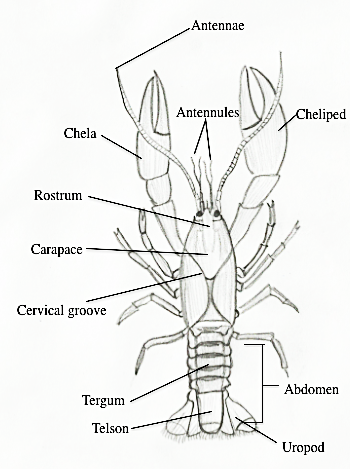 Antennae
Antennules
Cheliped
Chela
Rostrum
Carapace
Cervical groove
Abdomen
Tergum
Telson
Uropod